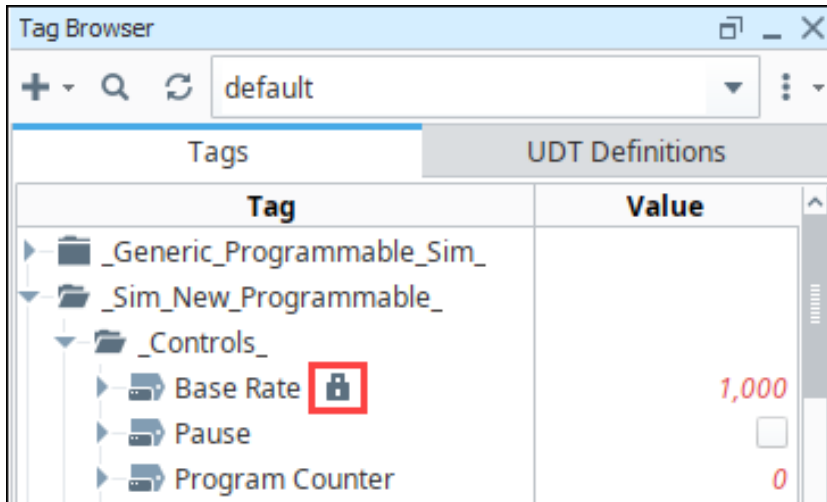 Tag Browser
default
Tags UDT Definitions
Tag Value
_Generic_Programmable_Sim_
_Sim_New_Programmable_
_Controls_
Base Rate 1,000
Pause
Program Counter 0